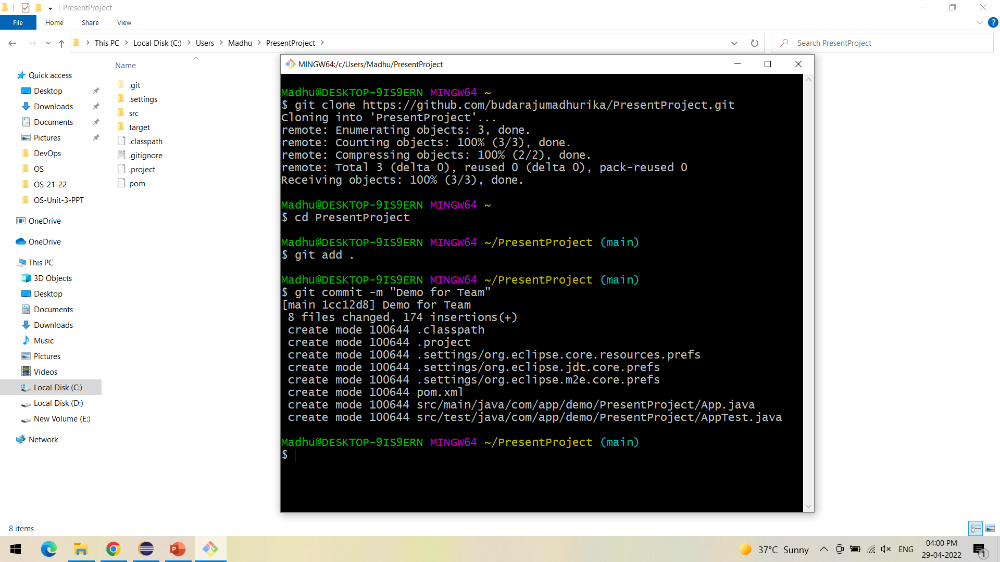 PresentProject
File Home Share View
This PC Local Disk (C:) Users Madhu PresentProject
Search PresentProject
Name
Quick access
Desktop
Downloads
Documents
Pictures
DevOps
OS
OS-21-22
OS-Unit-3-PPT
OneDrive
OneDrive
This PC
3D Objects
Desktop
Documents
Downloads
Music
Pictures
Videos
Local Disk (C:)
Local Disk (D:)
New Volume (E:)
Network
.git
.settings
src
target
.classpath
.gitignore
.project
pom
MINGW64:/c/Users/Madhu/PresentProject
Madhu@DESKTOP-9IS9ERN MINGW64 ~
$ git clone https://github.com/budarajumadhurika/PresentProject.git
Cloning into 'PresentProject'...
remote: Enumerating objects: 3, done.
remote: Counting objects: 100% (3/3), done.
remote: Compressing objects: 100% (2/2), done.
remote: Total 3 (delta 0), reused 0 (delta 0), pack-reused 0
Receiving objects: 100% (3/3), done.
Madhu@DESKTOP-9IS9ERN MINGW64 ~
$ cd PresentProject
Madhu@DESKTOP-9IS9ERN MINGW64 ~/PresentProject (main)
$ git add .
Madhu@DESKTOP-9IS9ERN MINGW64 ~/PresentProject (main)
$ git commit -m "Demo for Team"
[main 1cc12d8] Demo for Team
8 files changed, 174 insertions(+)
create mode 100644 .classpath
create mode 100644 .project
create mode 100644 .settings/org.eclipse.core.resources.prefs
create mode 100644 .settings/org.eclipse.jdt.core.prefs
create mode 100644 .settings/org.eclipse.m2e.core.prefs
create mode 100644 pom.xml
create mode 100644 src/main/java/com/app/demo/PresentProject/App.java
create mode 100644 src/test/java/com/app/demo/PresentProject/AppTest.java
Madhu@DESKTOP-9IS9ERN MINGW64 ~/PresentProject (main)
$
8 items
37°C Sunny
ENG
04:00 PM
29-04-2022
1